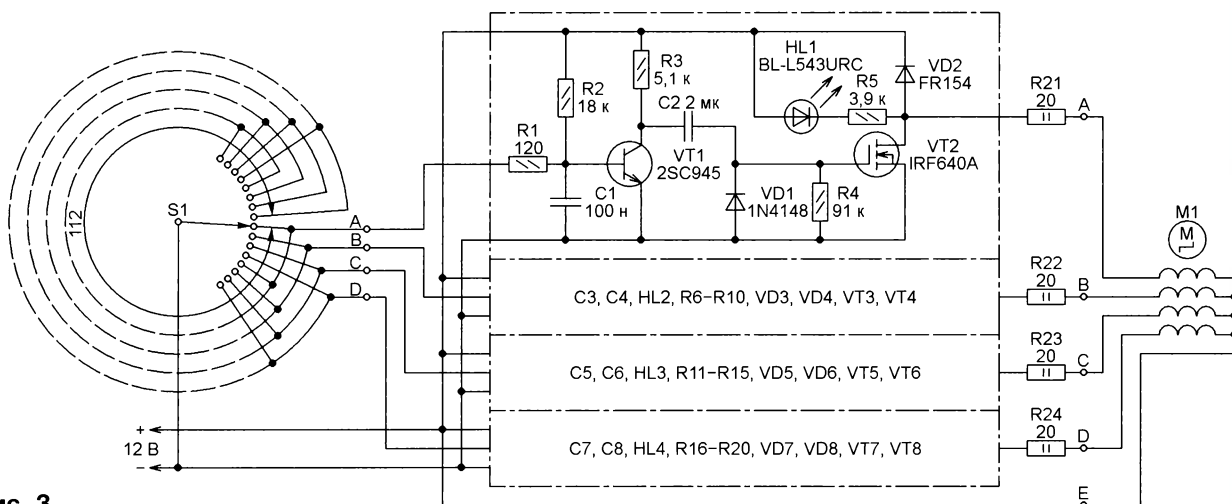 HL1
BL-L543URC
R3
5,1 к
VD2
FR154
R2
18 к
R5
3,9 к
R21
20
A
C2 2 мк
R1
120
VT1
2SC945
VT2
IRF640A
C1
100 н
VD1
1N4148
R4
91 к
112
S1
A
B
C
D
M1
M
R22
20
B
C3, C4, HL2, R6–R10, VD3, VD4, VT3, VT4
R23
20
C
C5, C6, HL3, R11–R15, VD5, VD6, VT5, VT6
R24
20
D
C7, C8, HL4, R16–R20, VD7, VD8, VT7, VT8
+
12 В
–
E